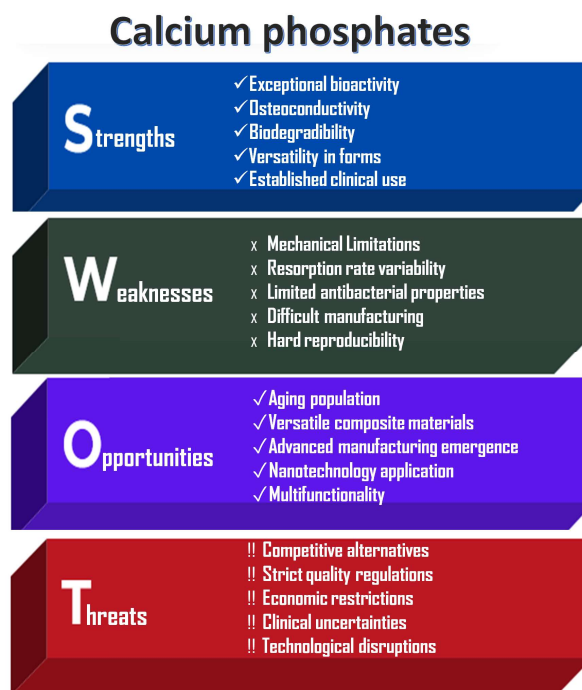 Calcium phosphates
Strengths
✓Exceptional bioactivity
✓Osteoconductivity
✓Biodegradibility
✓Versatility in forms
✓Established clinical use
Weaknesses
x Mechanical Limitations
x Resorption rate variability
x Limited antibacterial properties
x Difficult manufacturing
x Hard reproducibility
Opportunities
✓Aging population
✓Versatile composite materials
✓Advanced manufacturing emergence
✓Nanotechnology application
✓Multifunctionality
Threats
!! Competitive alternatives
!! Strict quality regulations
!! Economic restrictions
!! Clinical uncertainties
!! Technological disruptions